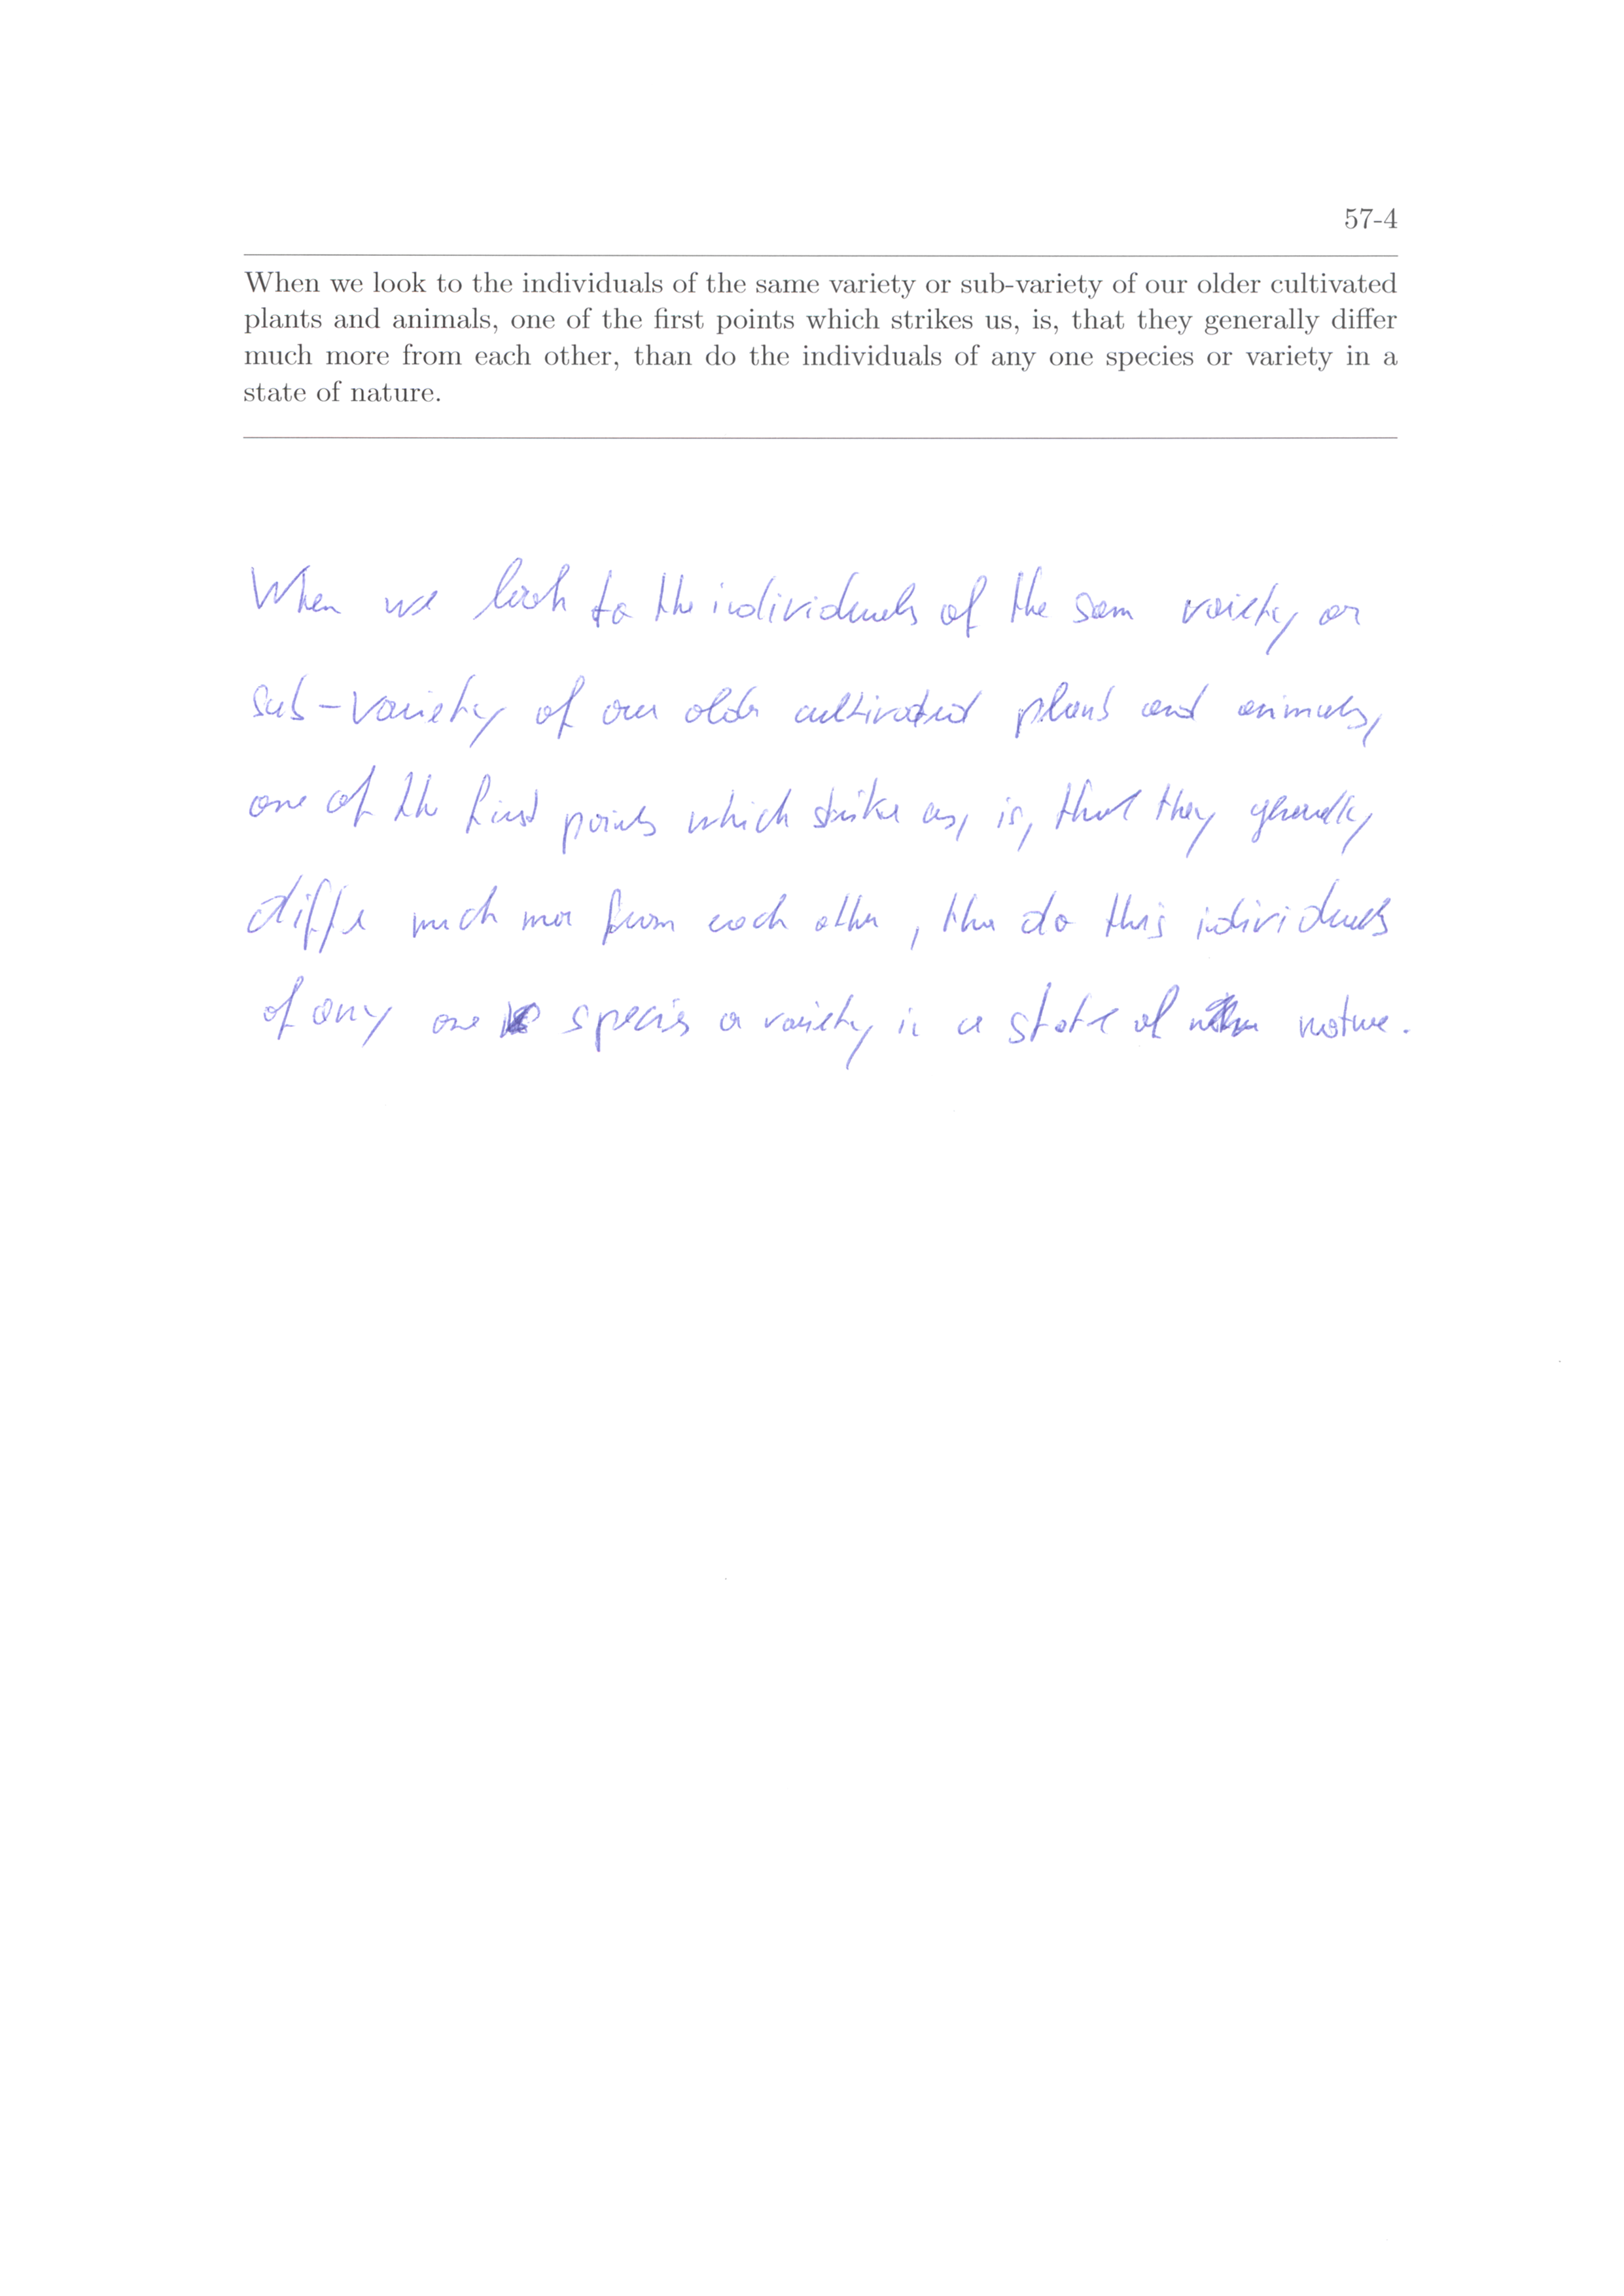 57-4
When we look to the individuals of the same variety or sub-variety of our older cultivated
plants and animals, one of the first points which strikes us, is, that they generally differ
much more from each other, than do the individuals of any one species or variety in a
state of nature.
When we look to the individuals of the same variety or
sub-variety of our older cultivated plants and animals,
one of the first points which strike us, is, that they generally
differ much more from each other, than do this individuals
of any one species or variety in a state of nature.